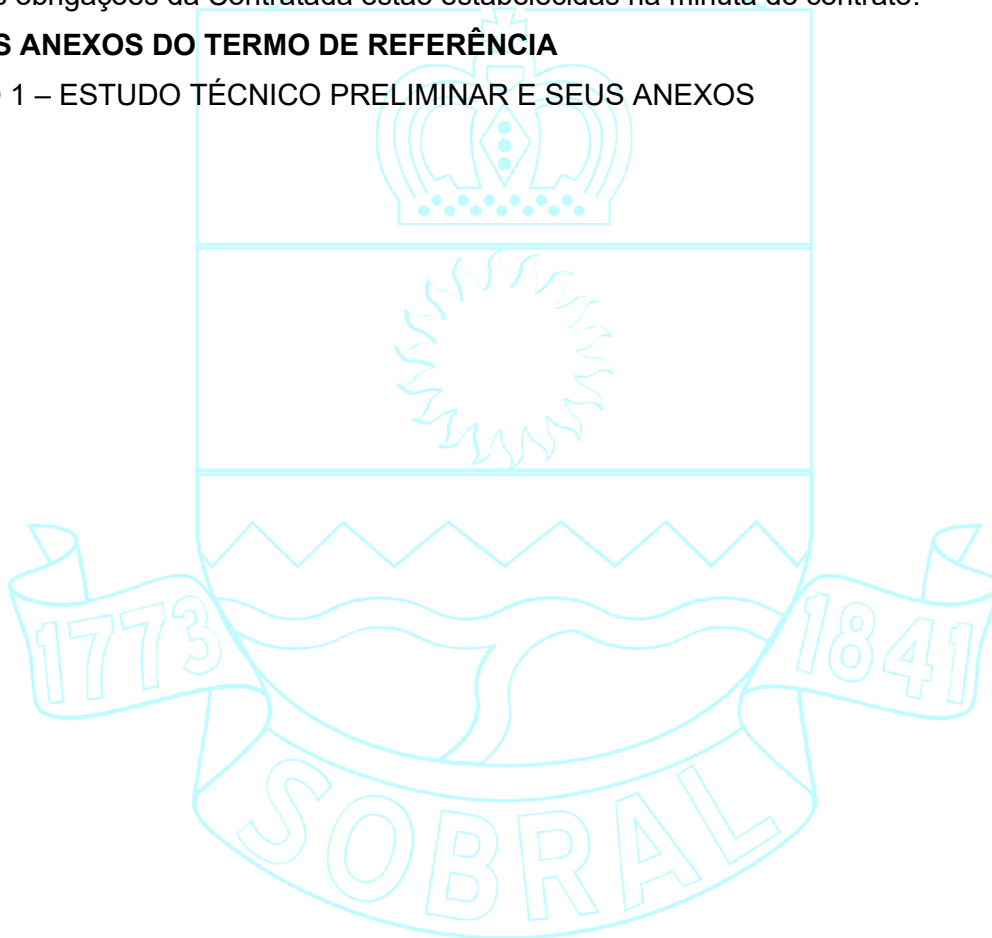 obrigações da Contratada estão estabelecidas na minuta do contrato.
S ANEXOS DO TERMO DE REFERÊNCIA
1 – ESTUDO TÉCNICO PRELIMINAR E SEUS ANEXOS
1773
1841
SOBRAL